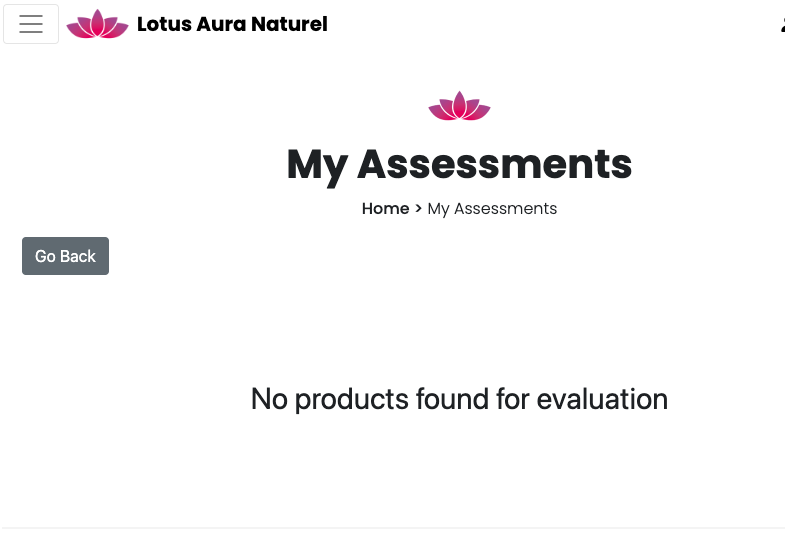 Lotus Aura Naturel
My Assessments
Home > My Assessments
Go Back
No products found for evaluation